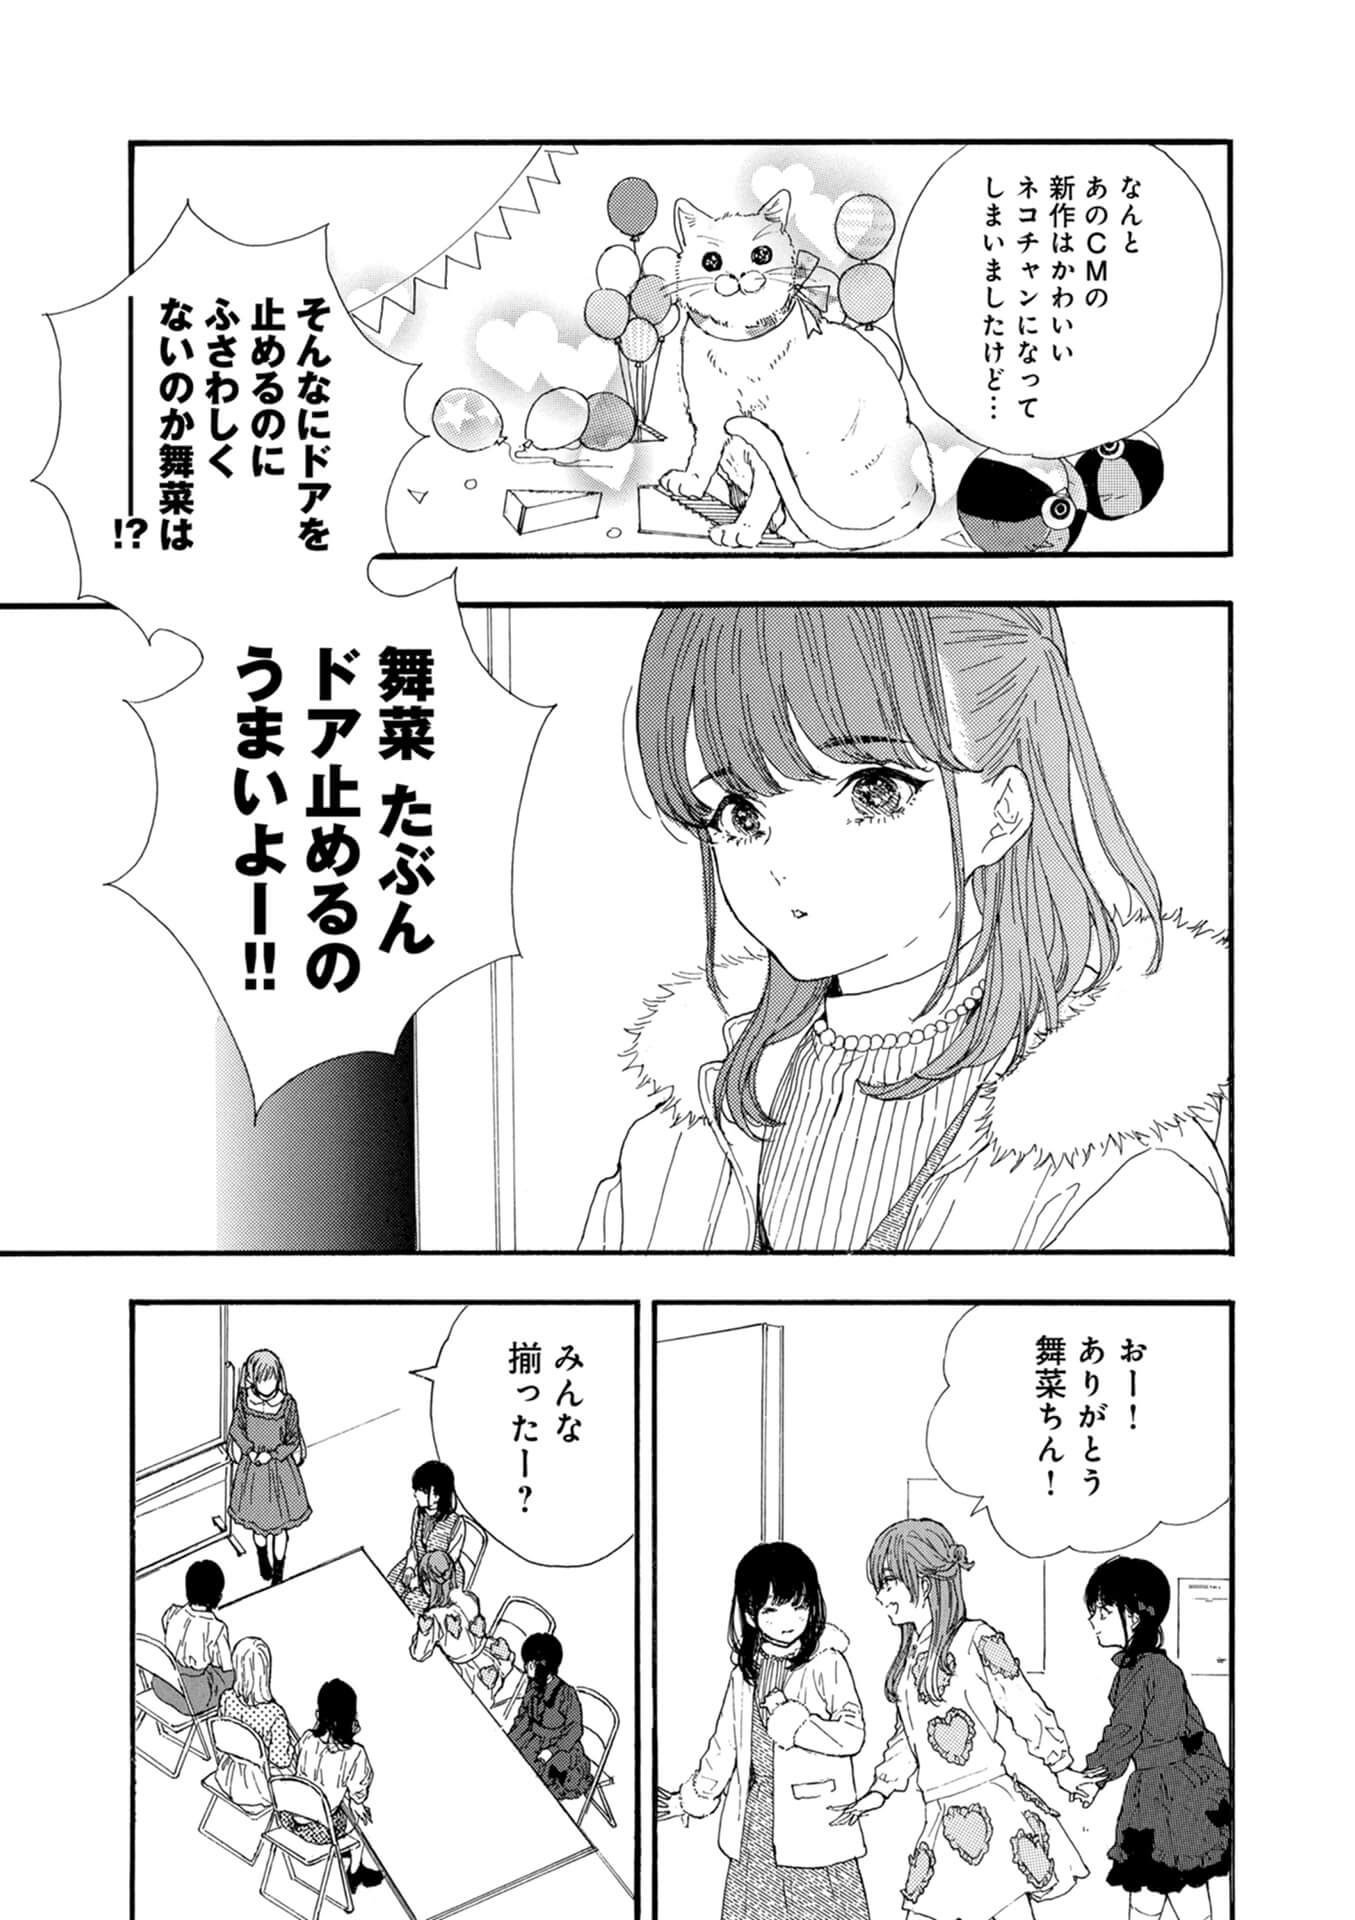 なんと
あのCMの
新作はかわいい
ネコチャンになって
しまいましたけど…
そんなにドアを
止めるのに
ふさわしく
ないのか舞菜は
――――!?
舞菜 たぶん
ドア止めるの
うまいよー!!
おー!
ありがとう
舞菜ちん!
みんな
揃ったー?